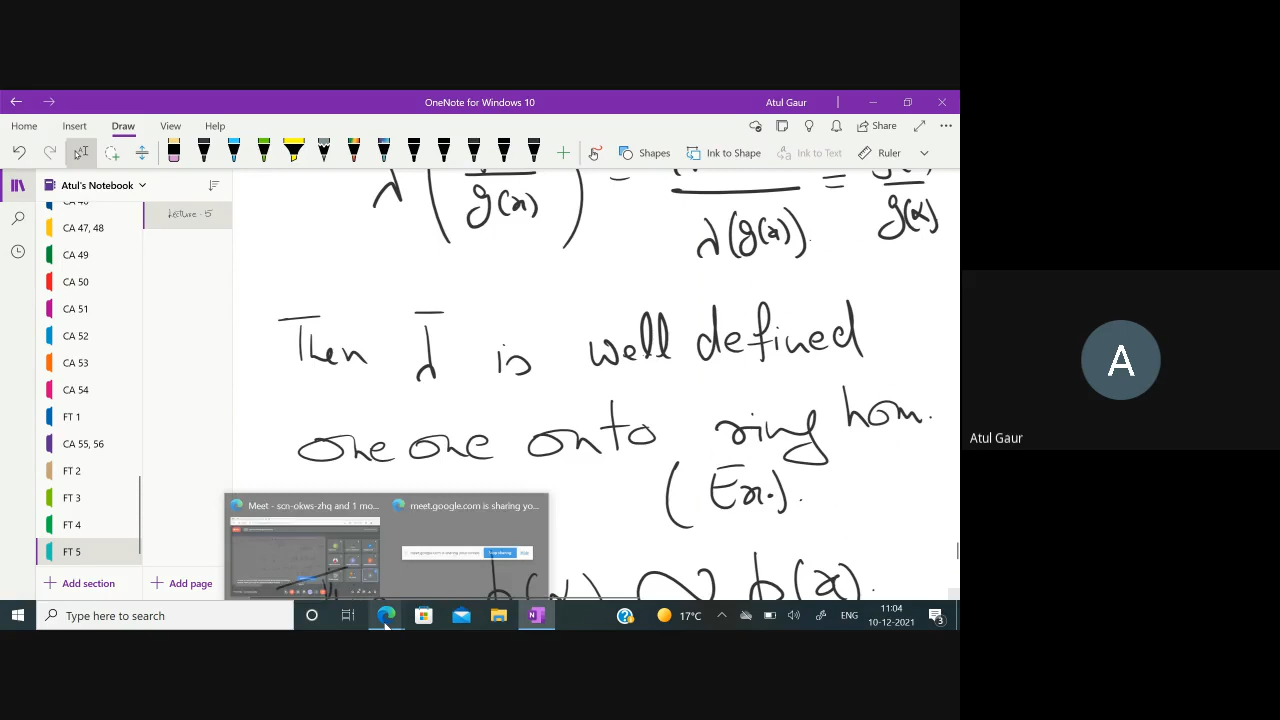 OneNote for Windows 10
Atul Gaur
Home Insert Draw View Help
Share
Shapes
Ink to Shape
Ink to Text
Ruler
Atul's Notebook
Lecture - 5
CA 47, 48
CA 49
CA 50
CA 51
CA 52
CA 53
CA 54
FT 1
CA 55, 56
FT 2
FT 3
FT 4
FT 5
Add section
Add page
λ ( / g(x) ) = / λ(g(x)) = / g(α)
Then λ̄ is well defined
one one onto ring hom.
(Ex.).
p(x).
Meet - scn-okws-zhq and 1 mo...
meet.google.com is sharing yo...
Type here to search
17°C
ENG
11:04
10-12-2021
3
A
Atul Gaur